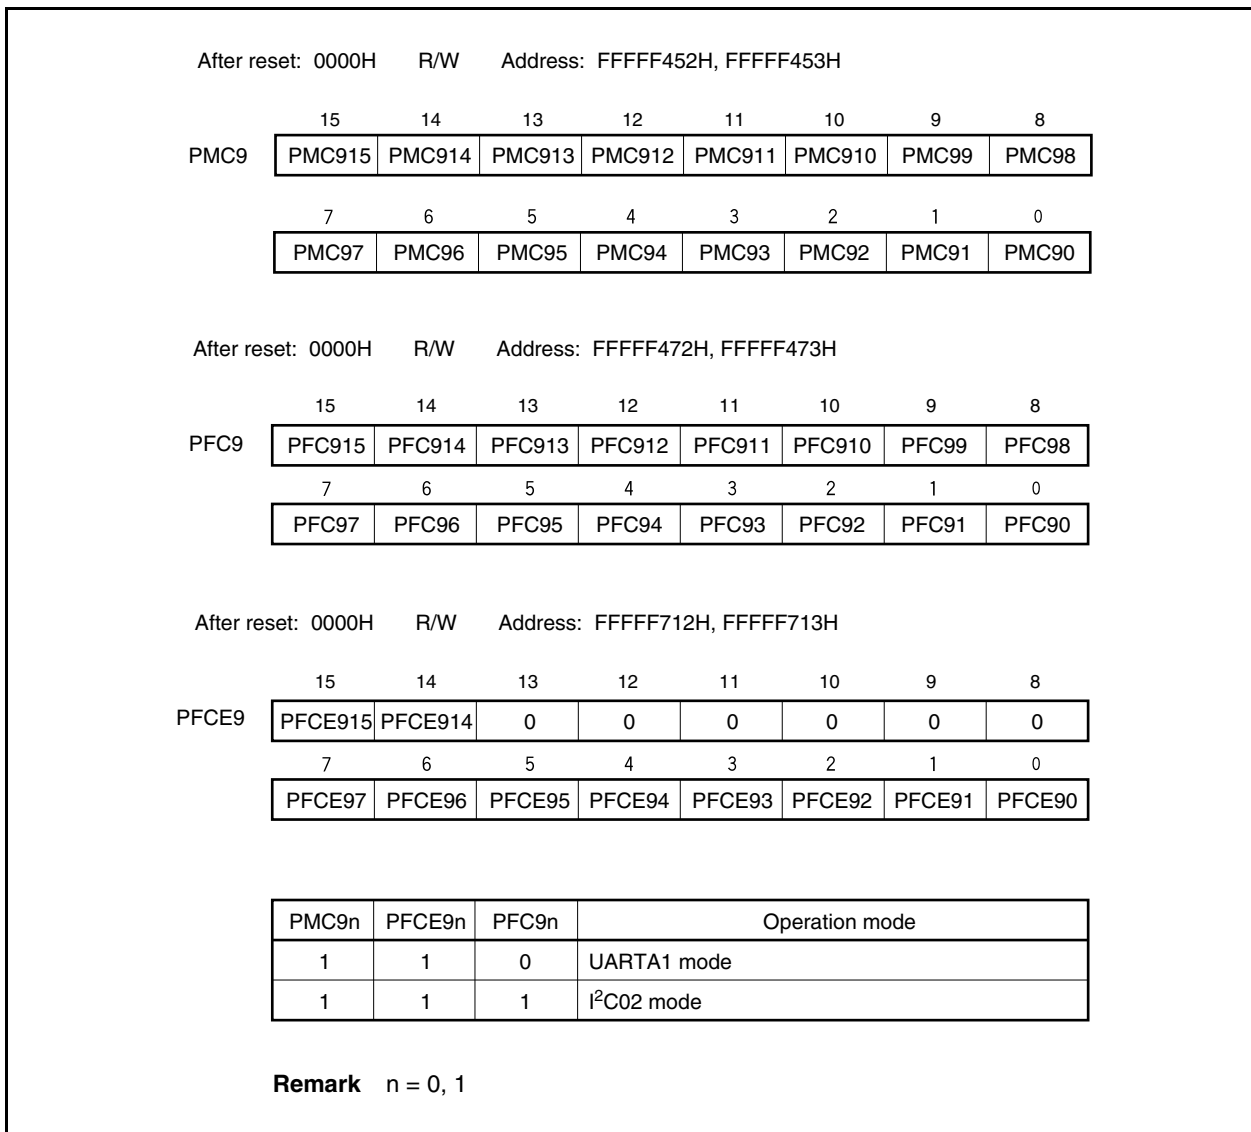 After reset: 0000H R/W Address: FFFFF452H, FFFFF453H
15 14 13 12 11 10 9 8
PMC9 PMC915 PMC914 PMC913 PMC912 PMC911 PMC910 PMC99 PMC98
7 6 5 4 3 2 1 0
PMC97 PMC96 PMC95 PMC94 PMC93 PMC92 PMC91 PMC90
After reset: 0000H R/W Address: FFFFF472H, FFFFF473H
15 14 13 12 11 10 9 8
PFC9 PFC915 PFC914 PFC913 PFC912 PFC911 PFC910 PFC99 PFC98
7 6 5 4 3 2 1 0
PFC97 PFC96 PFC95 PFC94 PFC93 PFC92 PFC91 PFC90
After reset: 0000H R/W Address: FFFFF712H, FFFFF713H
15 14 13 12 11 10 9 8
PFCE9 PFCE915 PFCE914 0 0 0 0 0 0
7 6 5 4 3 2 1 0
PFCE97 PFCE96 PFCE95 PFCE94 PFCE93 PFCE92 PFCE91 PFCE90
PMC9n PFCE9n PFC9n Operation mode
1 1 0 UARTA1 mode
1 1 1 I²C02 mode
Remark n = 0, 1